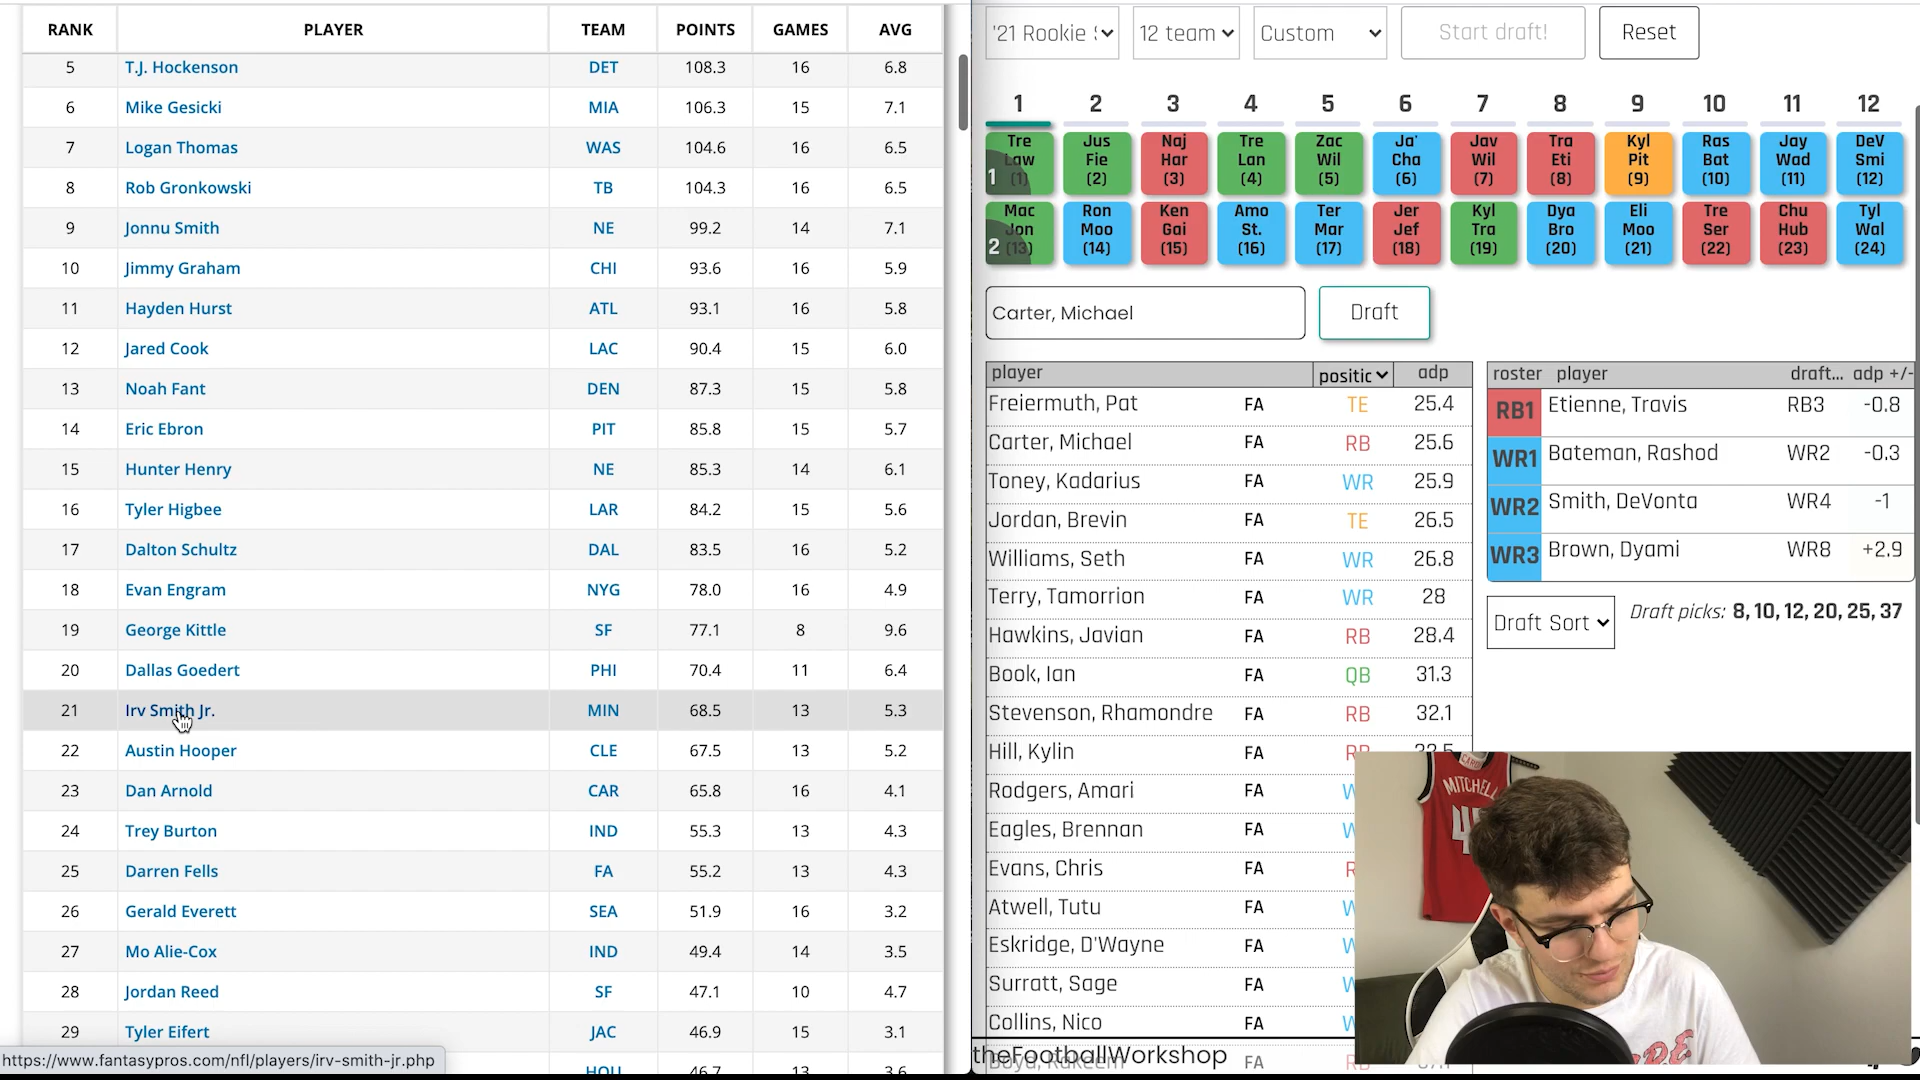 RANK PLAYER TEAM POINTS GAMES AVG
5 T.J. Hockenson DET 108.3 16 6.8
6 Mike Gesicki MIA 106.3 15 7.1
7 Logan Thomas WAS 104.6 16 6.5
8 Rob Gronkowski TB 104.3 16 6.5
9 Jonnu Smith NE 99.2 14 7.1
10 Jimmy Graham CHI 93.6 16 5.9
11 Hayden Hurst ATL 93.1 16 5.8
12 Jared Cook LAC 90.4 15 6.0
13 Noah Fant DEN 87.3 15 5.8
14 Eric Ebron PIT 85.8 15 5.7
15 Hunter Henry NE 85.3 14 6.1
16 Tyler Higbee LAR 84.2 15 5.6
17 Dalton Schultz DAL 83.5 16 5.2
18 Evan Engram NYG 78.0 16 4.9
19 George Kittle SF 77.1 8 9.6
20 Dallas Goedert PHI 70.4 11 6.4
21 Irv Smith Jr. MIN 68.5 13 5.3
22 Austin Hooper CLE 67.5 13 5.2
23 Dan Arnold CAR 65.8 16 4.1
24 Trey Burton IND 55.3 13 4.3
25 Darren Fells FA 55.2 13 4.3
26 Gerald Everett SEA 51.9 16 3.2
27 Mo Alie-Cox IND 49.4 14 3.5
28 Jordan Reed SF 47.1 10 4.7
29 Tyler Eifert JAC 46.9 15 3.1
HOU 46.7 13 3.6
https://www.fantasypros.com/nfl/players/irv-smith-jr.php
'21 Rookie 12 team Custom Start draft! Reset
1 2 3 4 5 6 7 8 9 10 11 12
Tre Jus Naj Tre Zac Ja' Jav Tra Kyl Ras Jay DeV
Law Fie Har Lan Wil Cha Wil Eti Pit Bat Wad Smi
1 (1) (2) (3) (4) (5) (6) (7) (8) (9) (10) (11) (12)
Mac Ron Ken Amo Ter Jer Kyl Dya Eli Tre Chu Tyl
Jon Moo Gai St. Mar Jef Tra Bro Moo Ser Hub Wal
2 (13) (14) (15) (16) (17) (18) (19) (20) (21) (22) (23) (24)
Carter, Michael Draft
player positic adp
Freiermuth, Pat FA TE 25.4
Carter, Michael FA RB 25.6
Toney, Kadarius FA WR 25.9
Jordan, Brevin FA TE 26.5
Williams, Seth FA WR 26.8
Terry, Tamorrion FA WR 28
Hawkins, Javian FA RB 28.4
Book, Ian FA QB 31.3
Stevenson, Rhamondre FA RB 32.1
Hill, Kylin FA
Rodgers, Amari FA
Eagles, Brennan FA
Evans, Chris FA
Atwell, Tutu FA
Eskridge, D'Wayne FA
Surratt, Sage FA
Collins, Nico FA
theFootballWorkshop
FA
roster player draft... adp +/-
RB1 Etienne, Travis RB3 -0.8
WR1 Bateman, Rashod WR2 -0.3
WR2 Smith, DeVonta WR4 -1
WR3 Brown, Dyami WR8 +2.9
Draft Sort Draft picks: 8, 10, 12, 20, 25, 37
MITCHELL